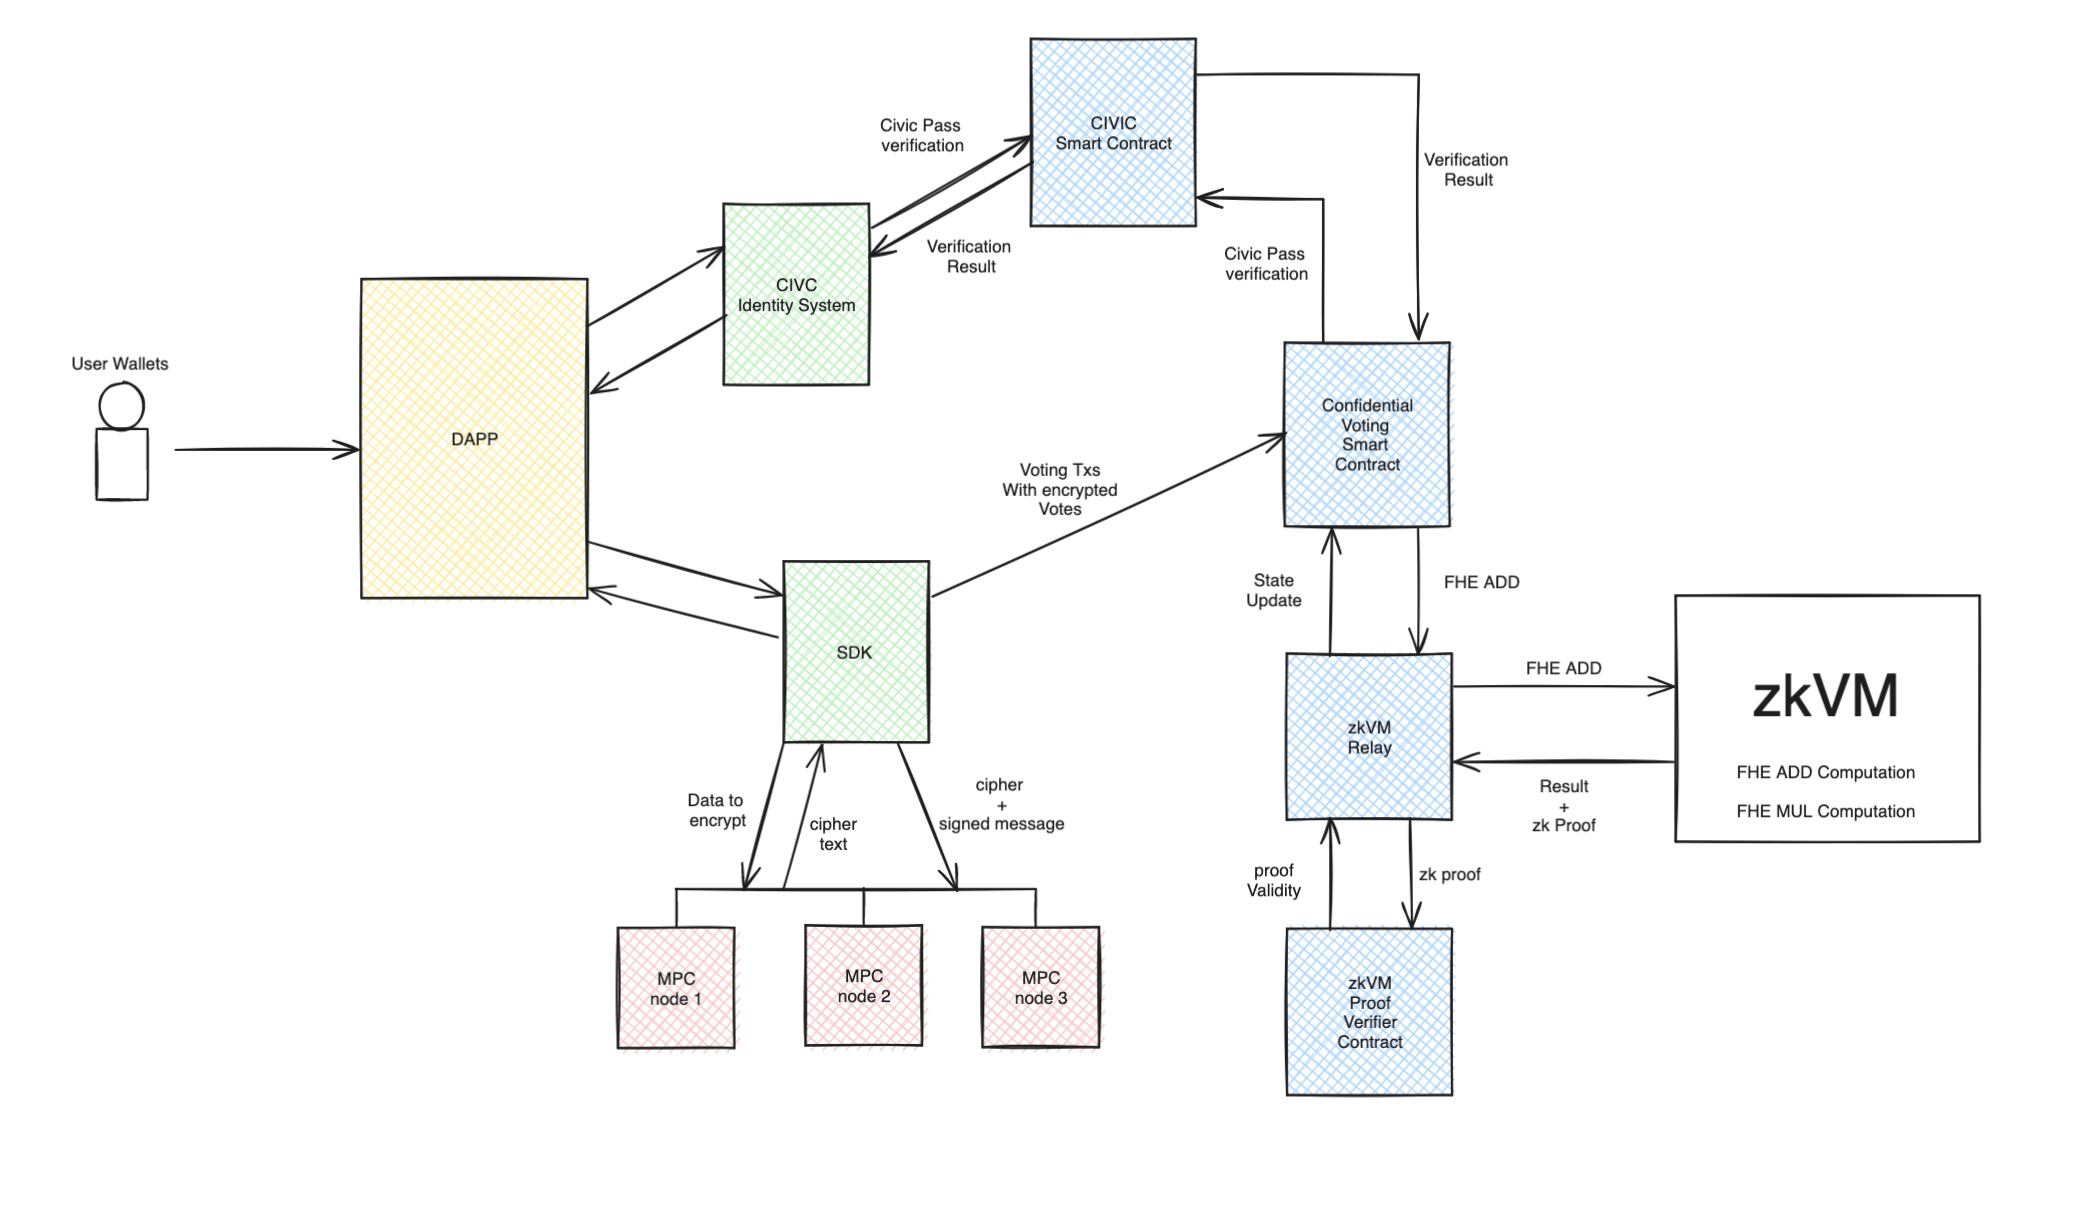 CIVIC
Smart Contract
Civic Pass
verification
Verification
Result
Verification
Result
Civic Pass
verification
CIVC
Identity System
User Wallets
DAPP
Confidential
Voting
Smart
Contract
Voting Txs
With encrypted
Votes
SDK
State
Update
FHE ADD
FHE ADD
zkVM
FHE ADD Computation
FHE MUL Computation
zkVM
Relay
Result
+
zk Proof
Data to
encrypt
cipher
text
cipher
+
signed message
proof
Validity
zk proof
MPC
node 1
MPC
node 2
MPC
node 3
zkVM
Proof
Verifier
Contract